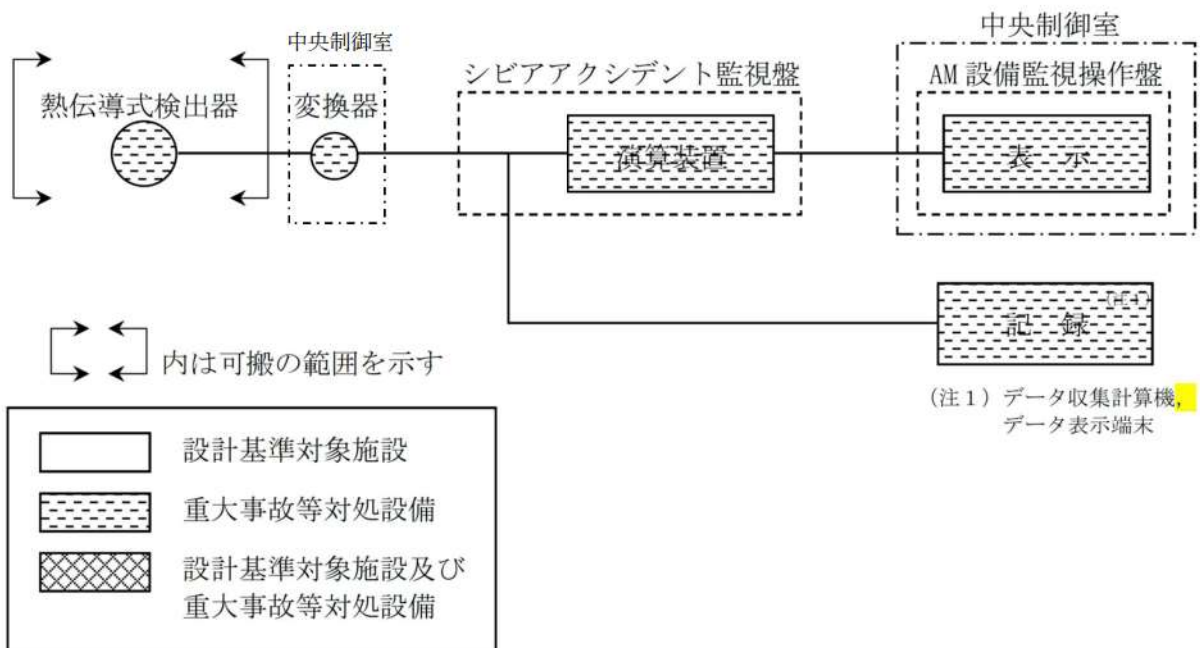 中央制御室
中央制御室
シビアアクシデント監視盤
AM 設備監視操作盤
熱伝導式検出器
変換器
演算装置
表 示
(注1)
記 録
内は可搬の範囲を示す
(注1) データ収集計算機,
データ表示端末
設計基準対象施設
重大事故等対処設備
設計基準対象施設及び
重大事故等対処設備